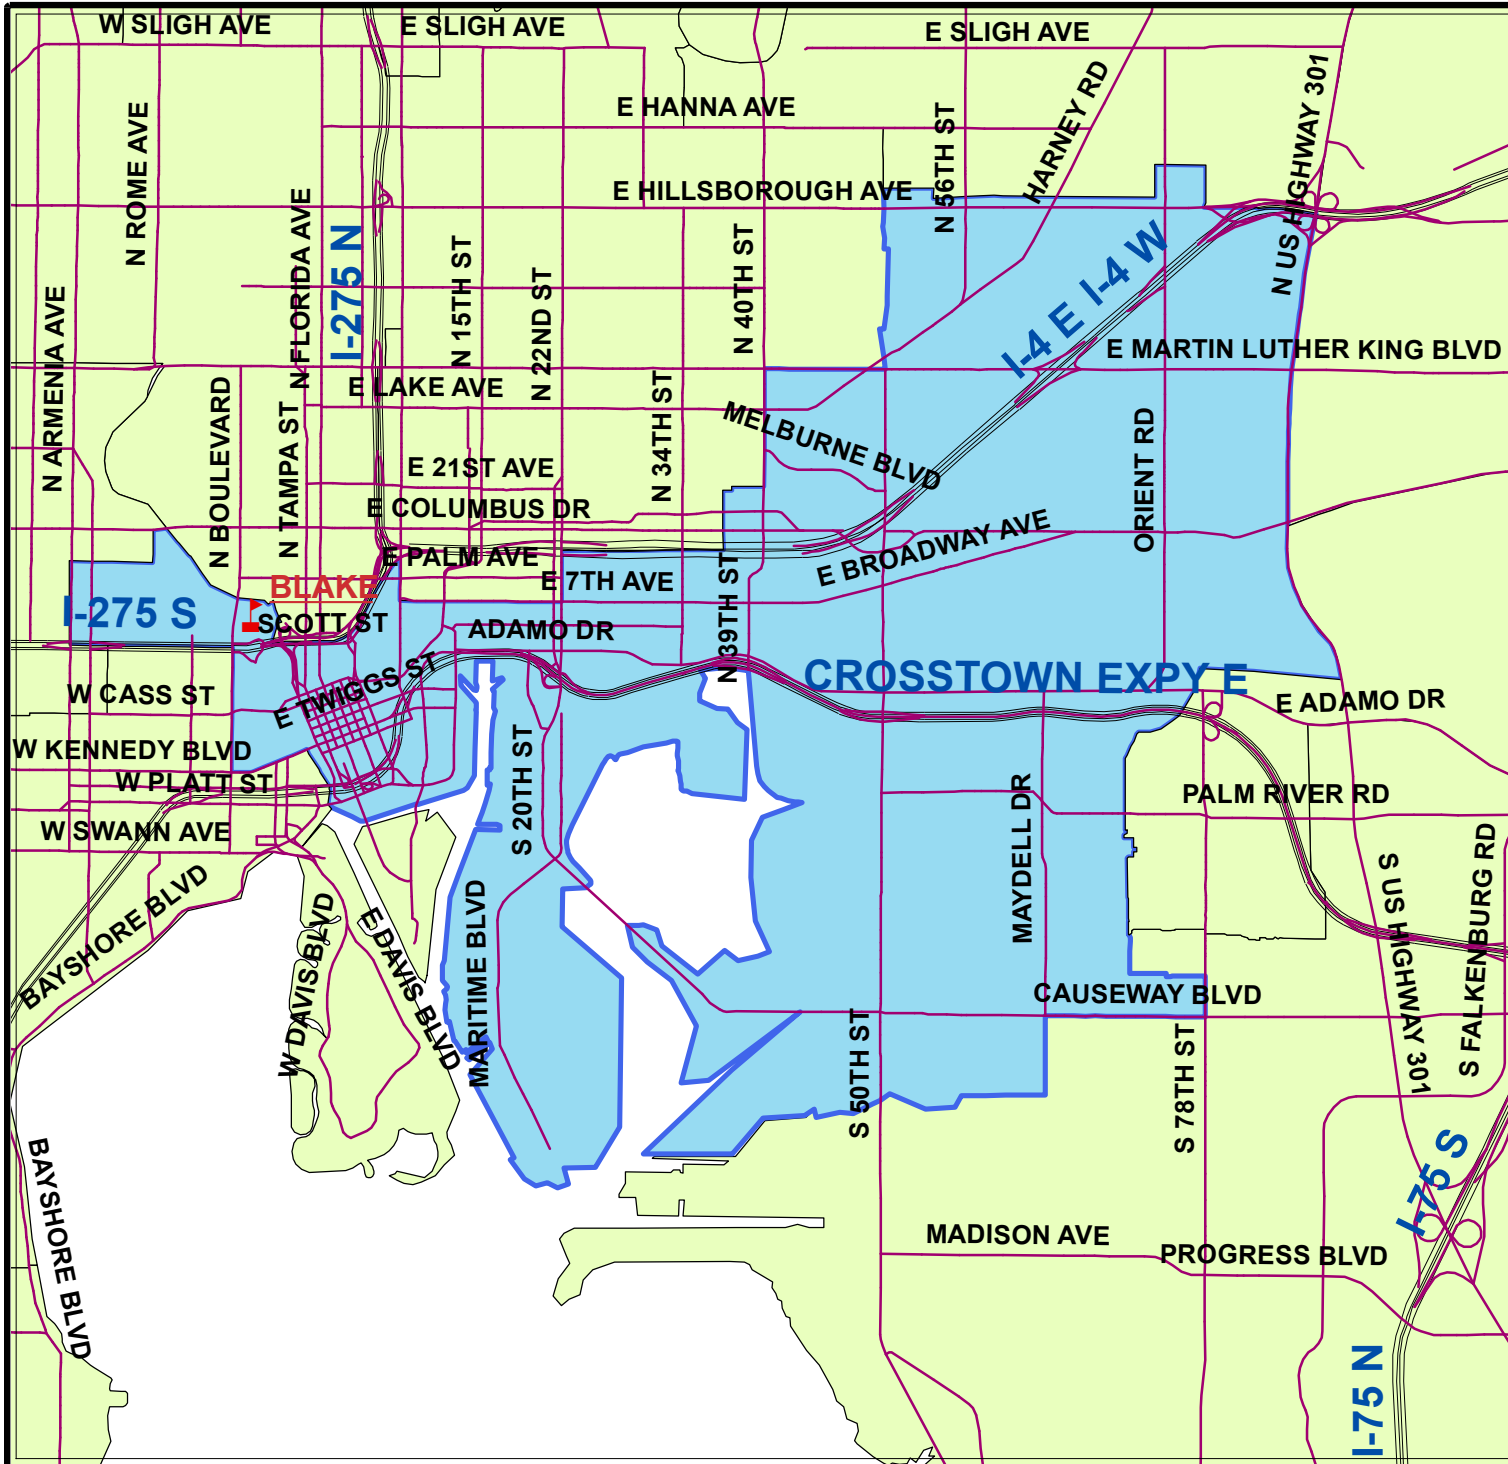 W SLIGH AVE
E SLIGH AVE
E SLIGH AVE
E HANNA AVE
HARNEY RD
N US HIGHWAY 301
N ROME AVE
N 56TH ST
E HILLSBOROUGH AVE
N FLORIDA AVE
I-275 N
N 15TH ST
N 22ND ST
N 40TH ST
I-4 E I-4 W
N ARMENIA AVE
E MARTIN LUTHER KING BLVD
E LAKE AVE
N BOULEVARD
N TAMPA ST
N 34TH ST
MELBURNE BLVD
ORIENT RD
E 21ST AVE
E COLUMBUS DR
E PALM AVE
E BROADWAY AVE
E 7TH AVE
BLAKE
I-275 S
SCOTT ST
ADAMO DR
N 39TH ST
CROSSTOWN EXPY E
W CASS ST
E TWIGGS ST
E ADAMO DR
W KENNEDY BLVD
W PLATT ST
S 20TH ST
MAYDELL DR
PALM RIVER RD
W SWANN AVE
BAYSHORE BLVD
W DAVIS BLVD
E DAVIS BLVD
MARITIME BLVD
S US HIGHWAY 301
S FALKENBURG RD
CAUSEWAY BLVD
S 50TH ST
S 78TH ST
BAYSHORE BLVD
I-75 S
MADISON AVE
PROGRESS BLVD
I-75 N